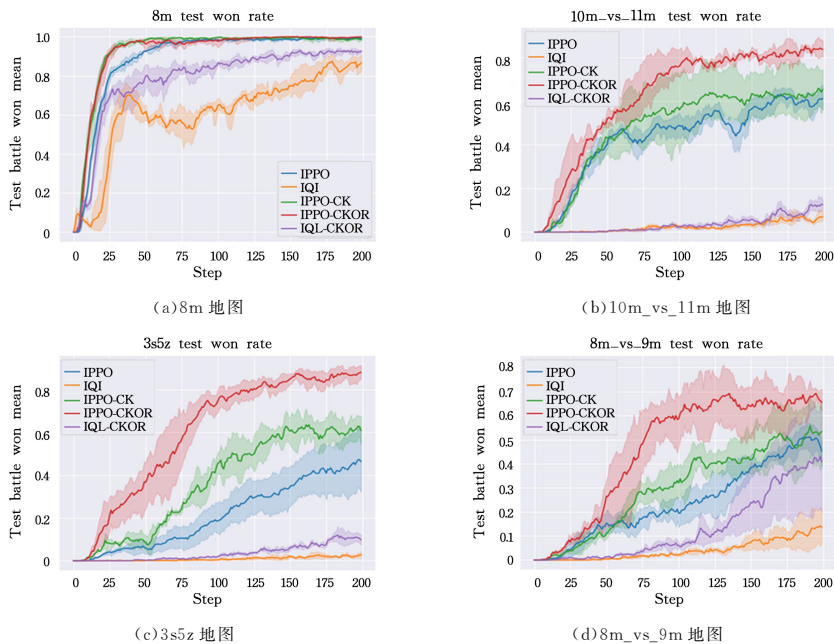 8m test won rate
Test battle won mean
1.0
0.8
0.6
0.4
0.2
0
IPPO
IQI
IPPO-CK
IPPO-CKOR
IQL-CKOR
0 25 50 75 100 125 150 175 200
Step
(a)8m 地图
10m_vs_11m test won rate
Test battle won mean
0.8
0.6
0.4
0.2
0
IPPO
IQI
IPPO-CK
IPPO-CKOR
IQL-CKOR
0 25 50 75 100 125 150 175 200
Step
(b)10m_vs_11m 地图
3s5z test won rate
Test battle won mean
0.8
0.6
0.4
0.2
0
IPPO
IQI
IPPO-CK
IPPO-CKOR
IQL-CKOR
0 25 50 75 100 125 150 175 200
Step
(c)3s5z 地图
8m_vs_9m test won rate
Test battle won mean
0.8
0.7
0.6
0.5
0.4
0.3
0.2
0.1
0
IPPO
IQI
IPPO-CK
IPPO-CKOR
IQL-CKOR
0 25 50 75 100 125 150 175 200
Step
(d)8m_vs_9m 地图